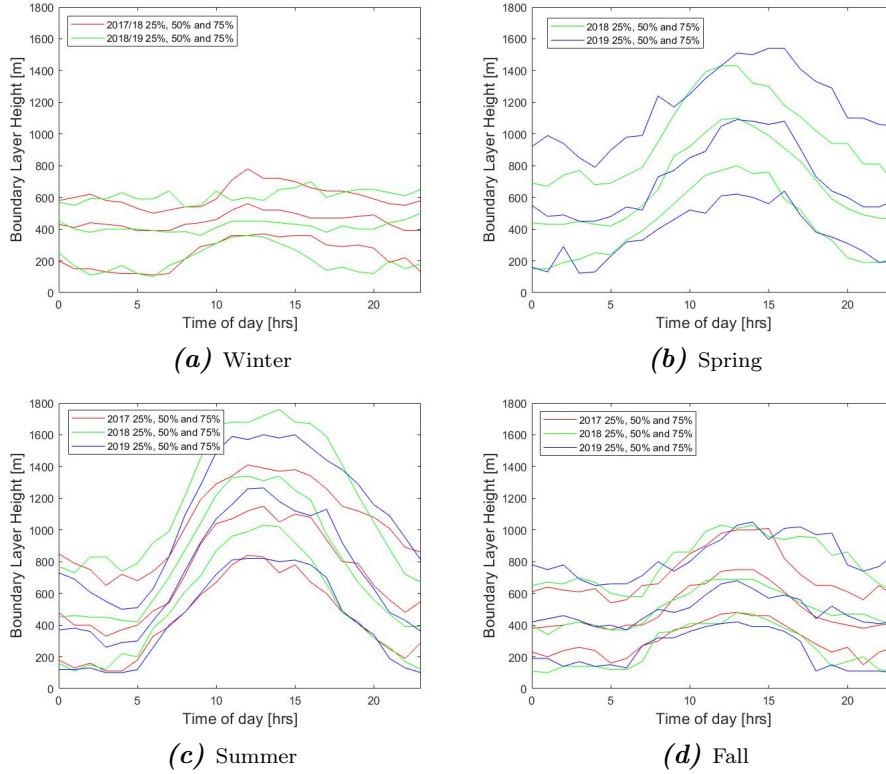 1800
1600
1400
1200
1000
800
600
400
200
0
Boundary Layer Height [m]
2017/18 25%, 50% and 75%
2018/19 25%, 50% and 75%
0 5 10 15 20
Time of day [hrs]
(a) Winter
1800
1600
1400
1200
1000
800
600
400
200
0
Boundary Layer Height [m]
2018 25%, 50% and 75%
2019 25%, 50% and 75%
0 5 10 15 20
Time of day [hrs]
(b) Spring
1800
1600
1400
1200
1000
800
600
400
200
0
Boundary Layer Height [m]
2017 25%, 50% and 75%
2018 25%, 50% and 75%
2019 25%, 50% and 75%
0 5 10 15 20
Time of day [hrs]
(c) Summer
1800
1600
1400
1200
1000
800
600
400
200
0
Boundary Layer Height [m]
2017 25%, 50% and 75%
2018 25%, 50% and 75%
2019 25%, 50% and 75%
0 5 10 15 20
Time of day [hrs]
(d) Fall